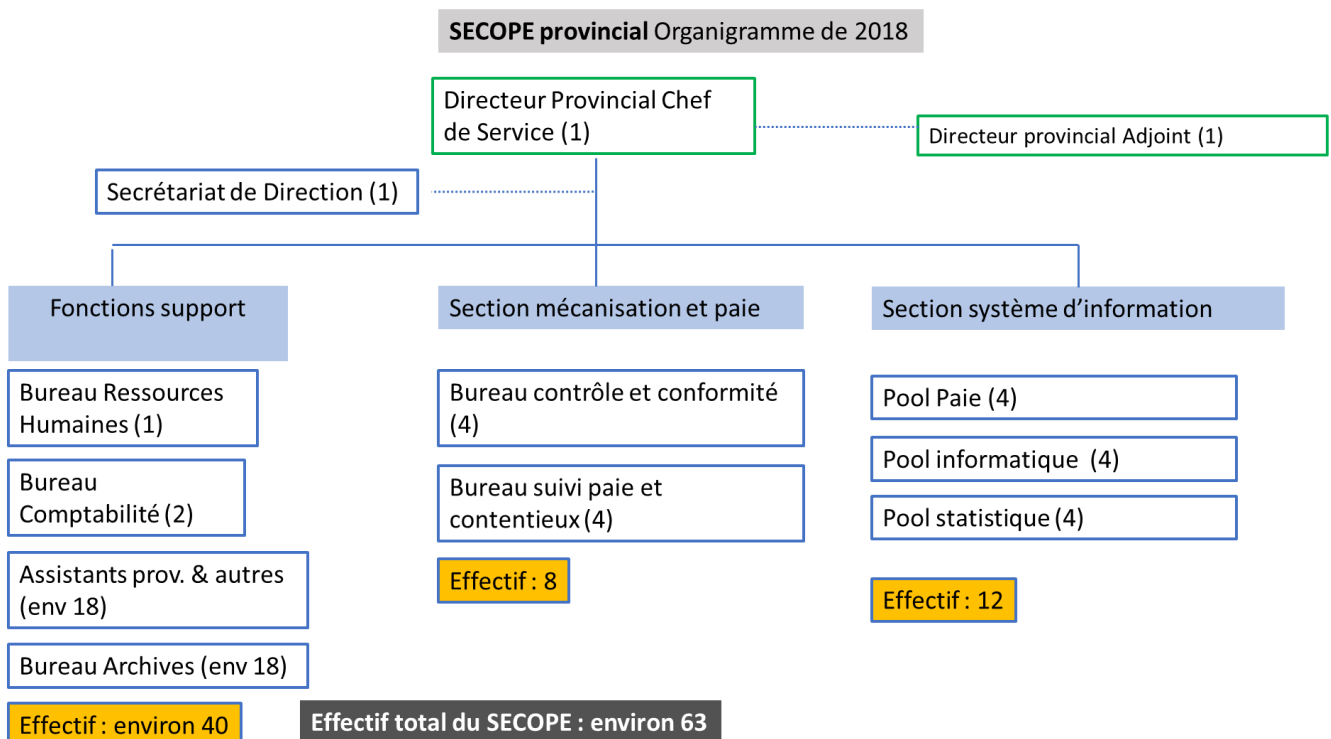 SECOPE provincial Organigramme de 2018
Directeur Provincial Chef
de Service (1)
Directeur provincial Adjoint (1)
Secrétariat de Direction (1)
Fonctions support
Bureau Ressources
Humaines (1)
Bureau
Comptabilité (2)
Assistants prov. & autres
(env 18)
Bureau Archives (env 18)
Effectif : environ 40
Section mécanisation et paie
Bureau contrôle et conformité
(4)
Bureau suivi paie et
contentieux (4)
Effectif : 8
Section système d’information
Pool Paie (4)
Pool informatique (4)
Pool statistique (4)
Effectif : 12
Effectif total du SECOPE : environ 63